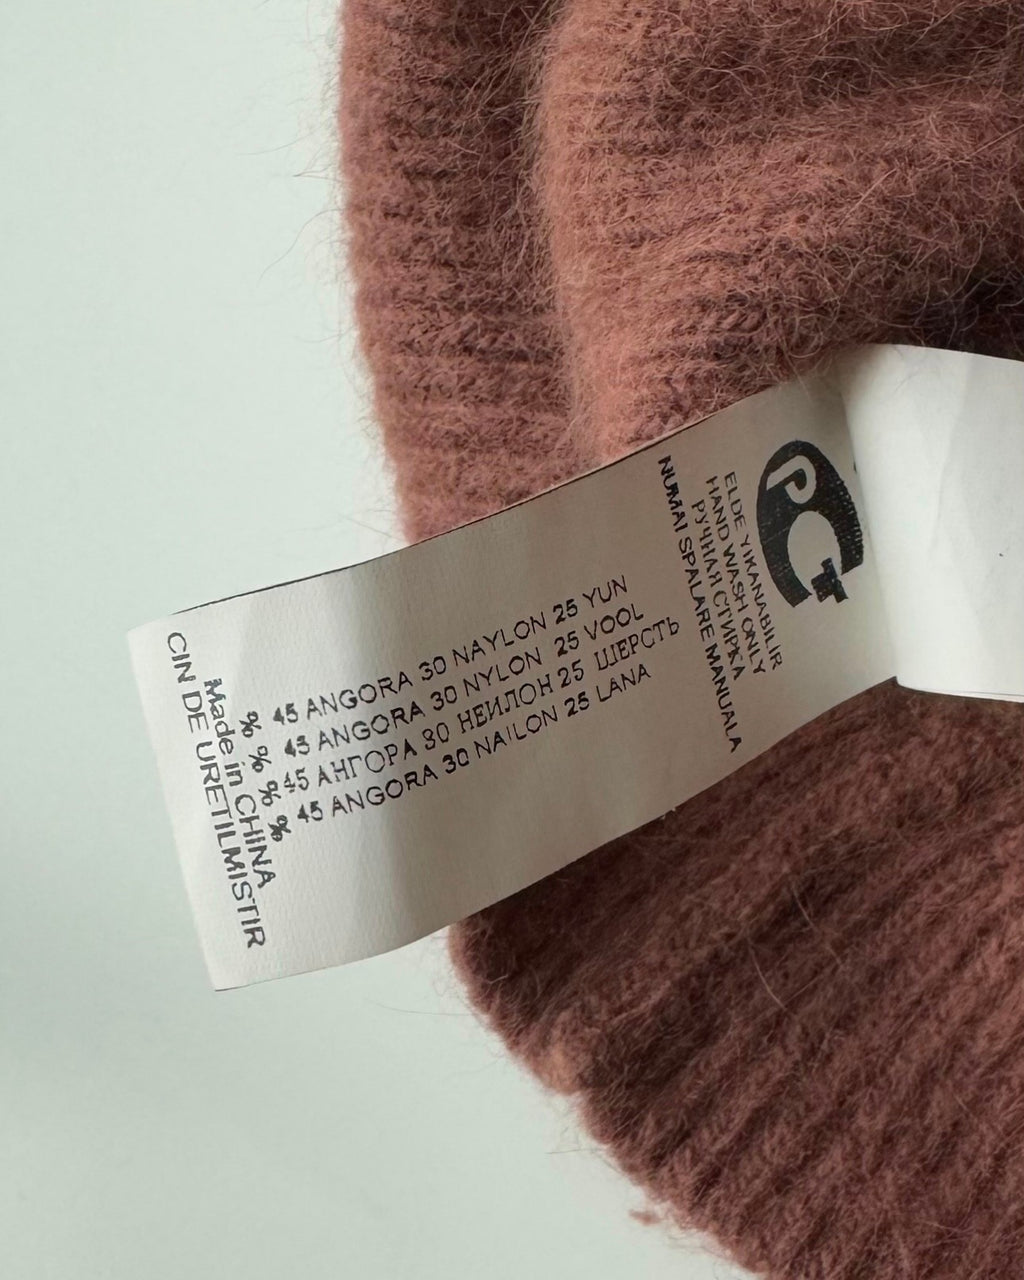 PC
ELDE YIKANABILIR
HAND WASH ONLY
РУЧНАЯ СТИРКА
NUMAI SPALARE MANUALA
% 45 ANGORA 30 NAYLON 25 YUN
% 45 ANGORA 30 NYLON 25 VOOL
% 45 АНГОРА 30 НЕИЛОН 25 ШЕРСТЬ
% 45 ANGORA 30 NAILON 25 LANA
Made in CHINA
CIN DE URETILMISTIR